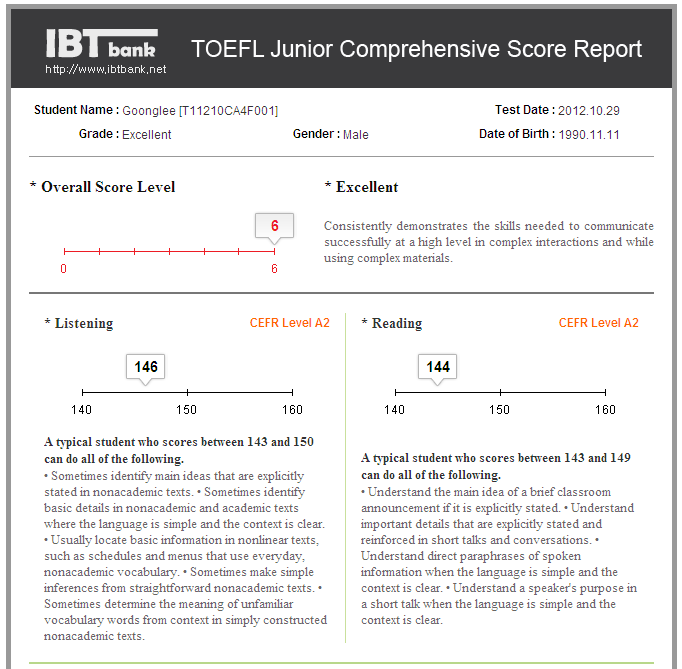 IBT bank
http://www.ibtbank.net
TOEFL Junior Comprehensive Score Report
Student Name : Goonglee [T11210CA4F001]
Test Date : 2012.10.29
Grade : Excellent
Gender : Male
Date of Birth : 1990.11.11
* Overall Score Level
6
0
6
* Excellent
Consistently demonstrates the skills needed to communicate
successfully at a high level in complex interactions and while
using complex materials.
* Listening
CEFR Level A2
146
140
150
160
A typical student who scores between 143 and 150
can do all of the following.
• Sometimes identify main ideas that are explicitly
stated in nonacademic texts. • Sometimes identify
basic details in nonacademic and academic texts
where the language is simple and the context is clear.
• Usually locate basic information in nonlinear texts,
such as schedules and menus that use everyday,
nonacademic vocabulary. • Sometimes make simple
inferences from straightforward nonacademic texts. •
Sometimes determine the meaning of unfamiliar
vocabulary words from context in simply constructed
nonacademic texts.
* Reading
CEFR Level A2
144
140
150
160
A typical student who scores between 143 and 149
can do all of the following.
• Understand the main idea of a brief classroom
announcement if it is explicitly stated. • Understand
important details that are explicitly stated and
reinforced in short talks and conversations. •
Understand direct paraphrases of spoken
information when the language is simple and the
context is clear. • Understand a speaker's purpose in
a short talk when the language is simple and the
context is clear.